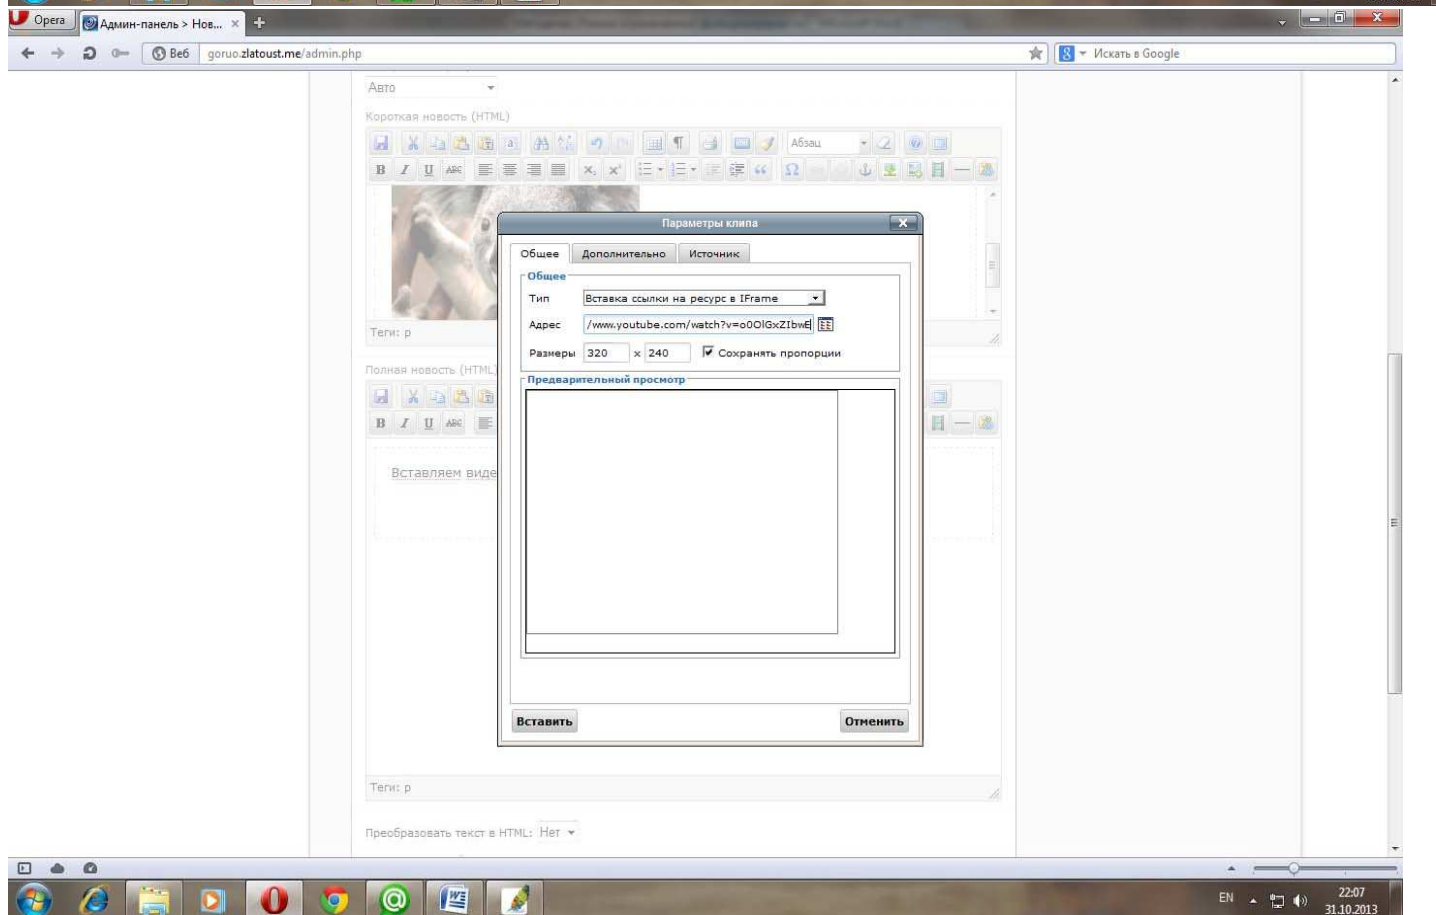 Opera
Админ-панель > Нов...
Веб
goruo.zlatoust.me/admin.php
Искать в Google
Авто
Короткая новость (HTML)
Абзац
B I U ABC
Теги: p
Полная новость (HTML)
B I U ABC
Вставляем виде
Параметры клипа
Общее Дополнительно Источник
Общее
Тип Вставка ссылки на ресурс в IFrame
Адрес /www.youtube.com/watch?v=o0OlGxZIbwE
Размеры 320 x 240 Сохранять пропорции
Предварительный просмотр
Вставить Отменить
Теги: p
Преобразовать текст в HTML: Нет
EN 22:07
31.10.2013